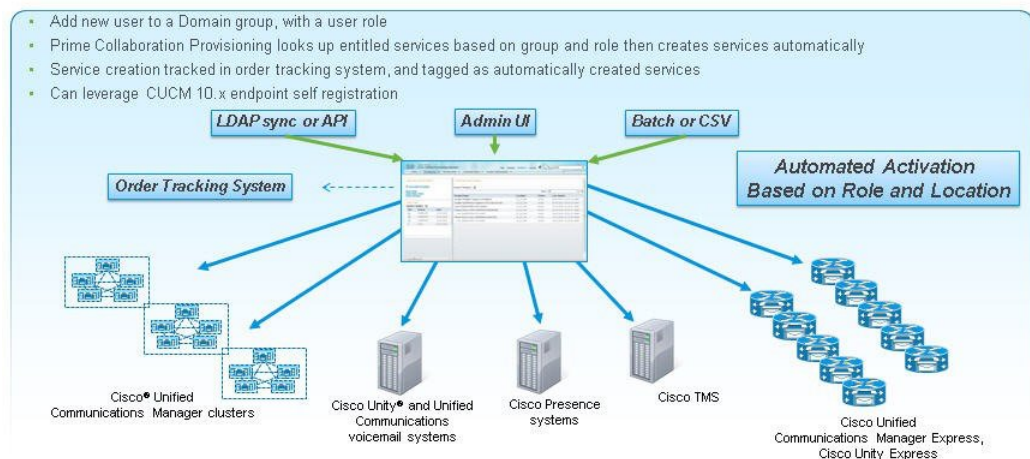 Add new user to a Domain group, with a user role
Prime Collaboration Provisioning looks up entitled services based on group and role then creates services automatically
Service creation tracked in order tracking system, and tagged as automatically created services
Can leverage CUCM 10.x endpoint self registration
LDAP sync or API
Admin UI
Batch or CSV
Order Tracking System
Automated Activation
Based on Role and Location
Cisco® Unified
Communications Manager clusters
Cisco Unity® and Unified
Communications
voicemail systems
Cisco Presence
systems
Cisco TMS
Cisco Unified
Communications Manager Express,
Cisco Unity Express